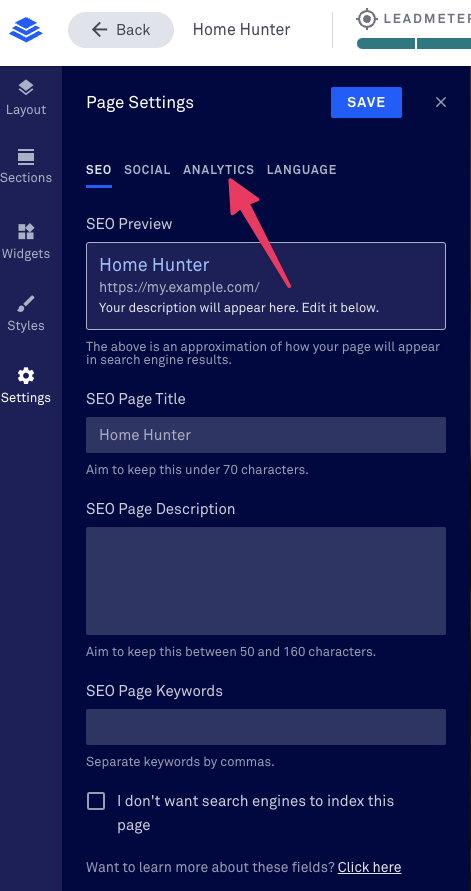 Back
Home Hunter
LEADMETER
Layout
Sections
Widgets
Styles
Settings
Page Settings
SAVE
SEO SOCIAL ANALYTICS LANGUAGE
SEO Preview
Home Hunter
https://my.example.com/
Your description will appear here. Edit it below.
The above is an approximation of how your page will appear
in search engine results.
SEO Page Title
Home Hunter
Aim to keep this under 70 characters.
SEO Page Description
Aim to keep this between 50 and 160 characters.
SEO Page Keywords
Separate keywords by commas.
I don't want search engines to index this
page
Want to learn more about these fields? Click here